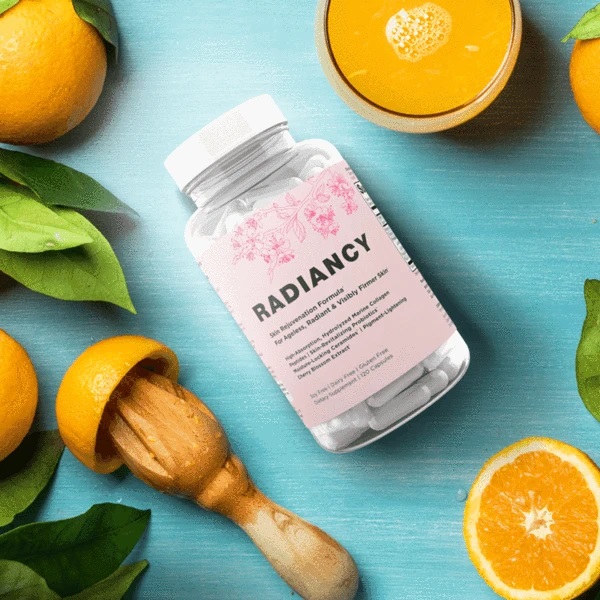 RADIANCY
Skin Rejuvenation Formula
For Ageless, Radiant & Visibly Firmer Skin
High-Absorption, Hydrolyzed Marine Collagen
Peptides | Skin-Revitalizing Probiotics
Moisture-Locking Ceramides | Pigment-Lightening
Cherry Blossom Extract
Soy Free | Dairy Free | Gluten Free
Dietary Supplement | 120 Capsules